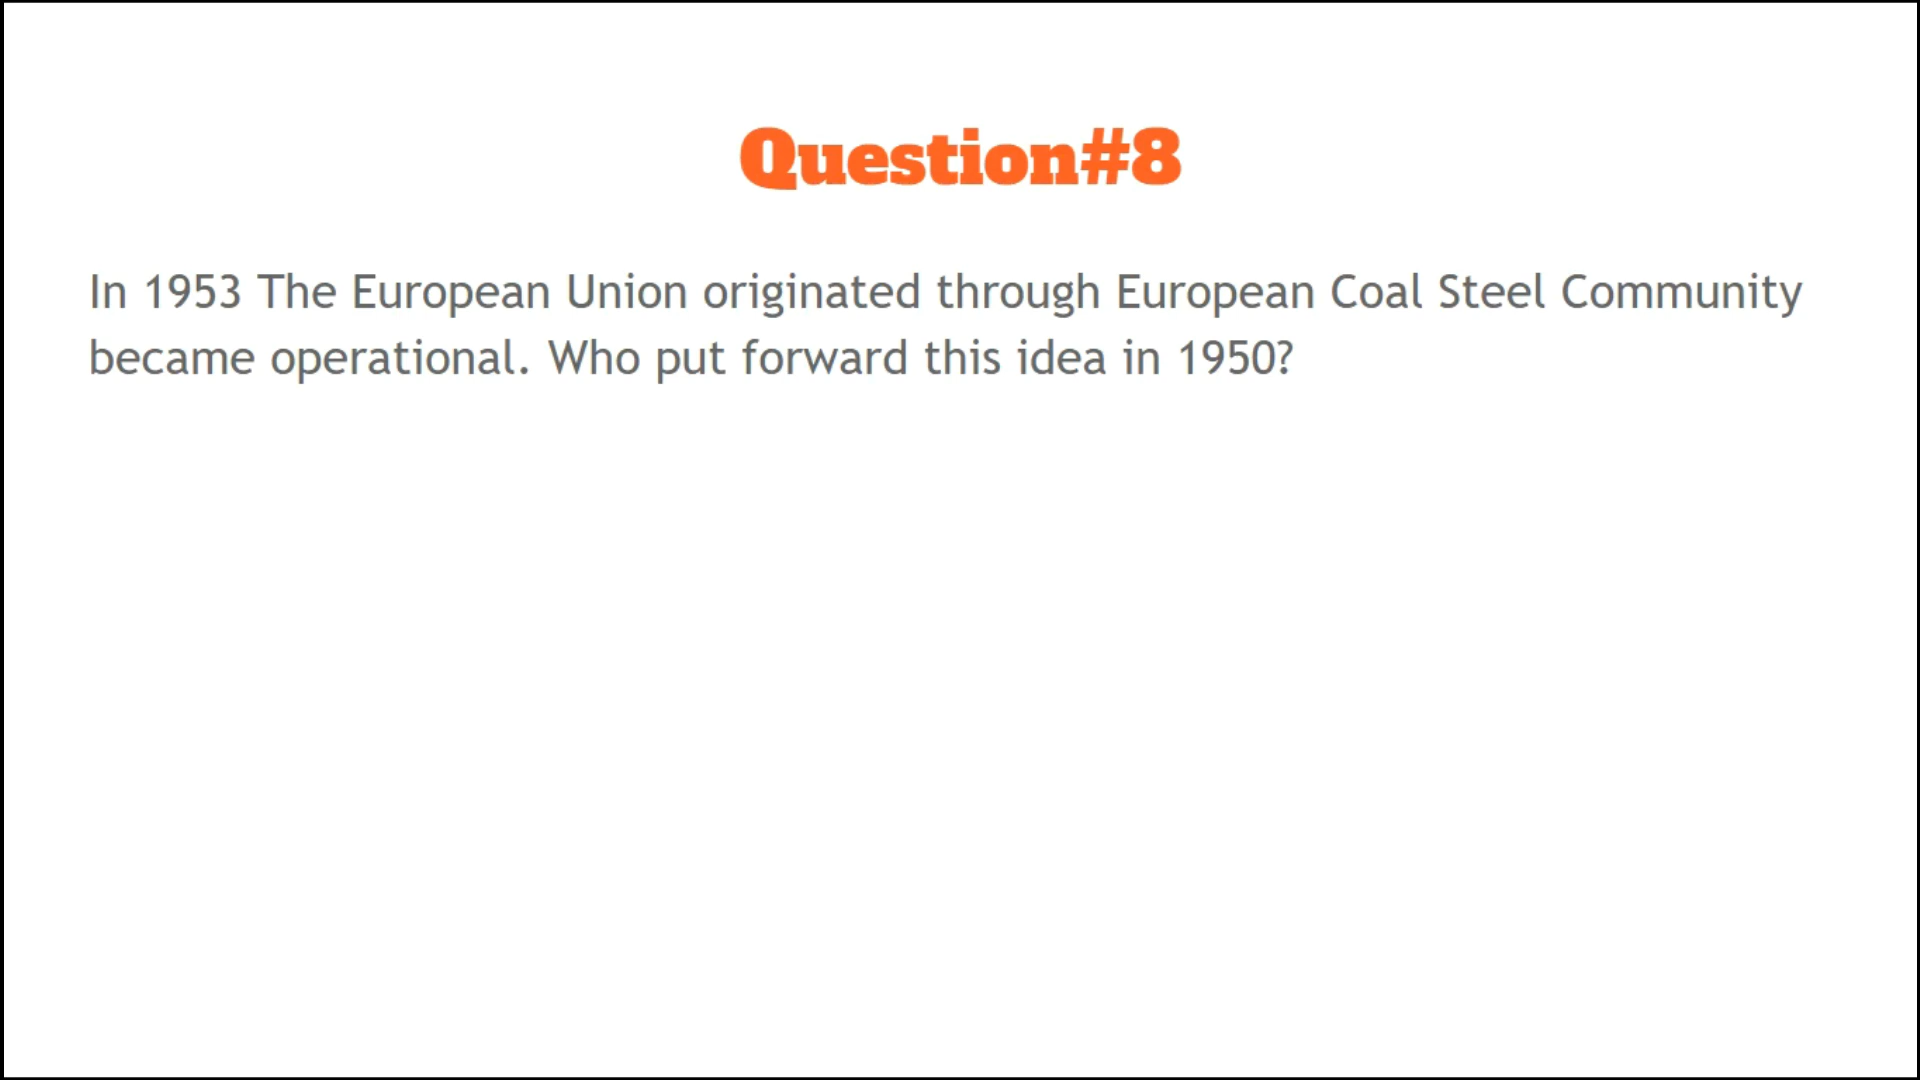 Question#8
In 1953 The European Union originated through European Coal Steel Community
became operational. Who put forward this idea in 1950?